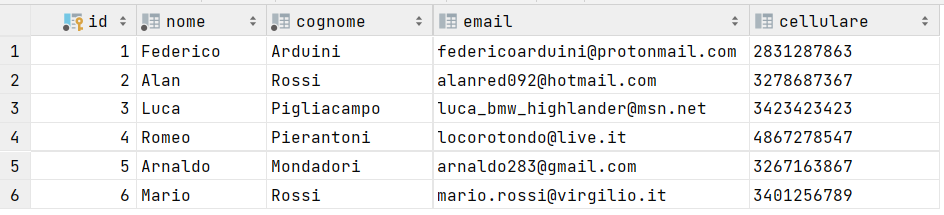 id nome cognome email cellulare
1 1 Federico Arduini federicoarduini@protonmail.com 2831287863
2 2 Alan Rossi alanred092@hotmail.com 3278687367
3 3 Luca Pigliacampo luca_bmw_highlander@msn.net 3423423423
4 4 Romeo Pierantoni locorotondo@live.it 4867278547
5 5 Arnaldo Mondadori arnaldo283@gmail.com 3267163867
6 6 Mario Rossi mario.rossi@virgilio.it 3401256789